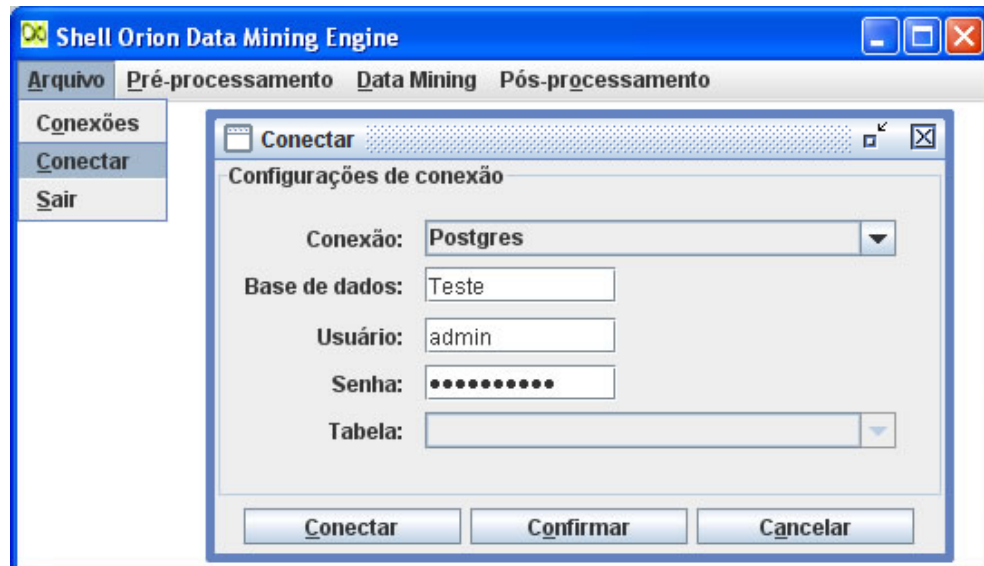 Shell Orion Data Mining Engine
Arquivo Pré-processamento Data Mining Pós-processamento
Conexões
Conectar
Sair
Conectar
Configurações de conexão
Conexão: Postgres
Base de dados: Teste
Usuário: admin
Senha: ●●●●●●●●●●
Tabela:
Conectar Confirmar Cancelar